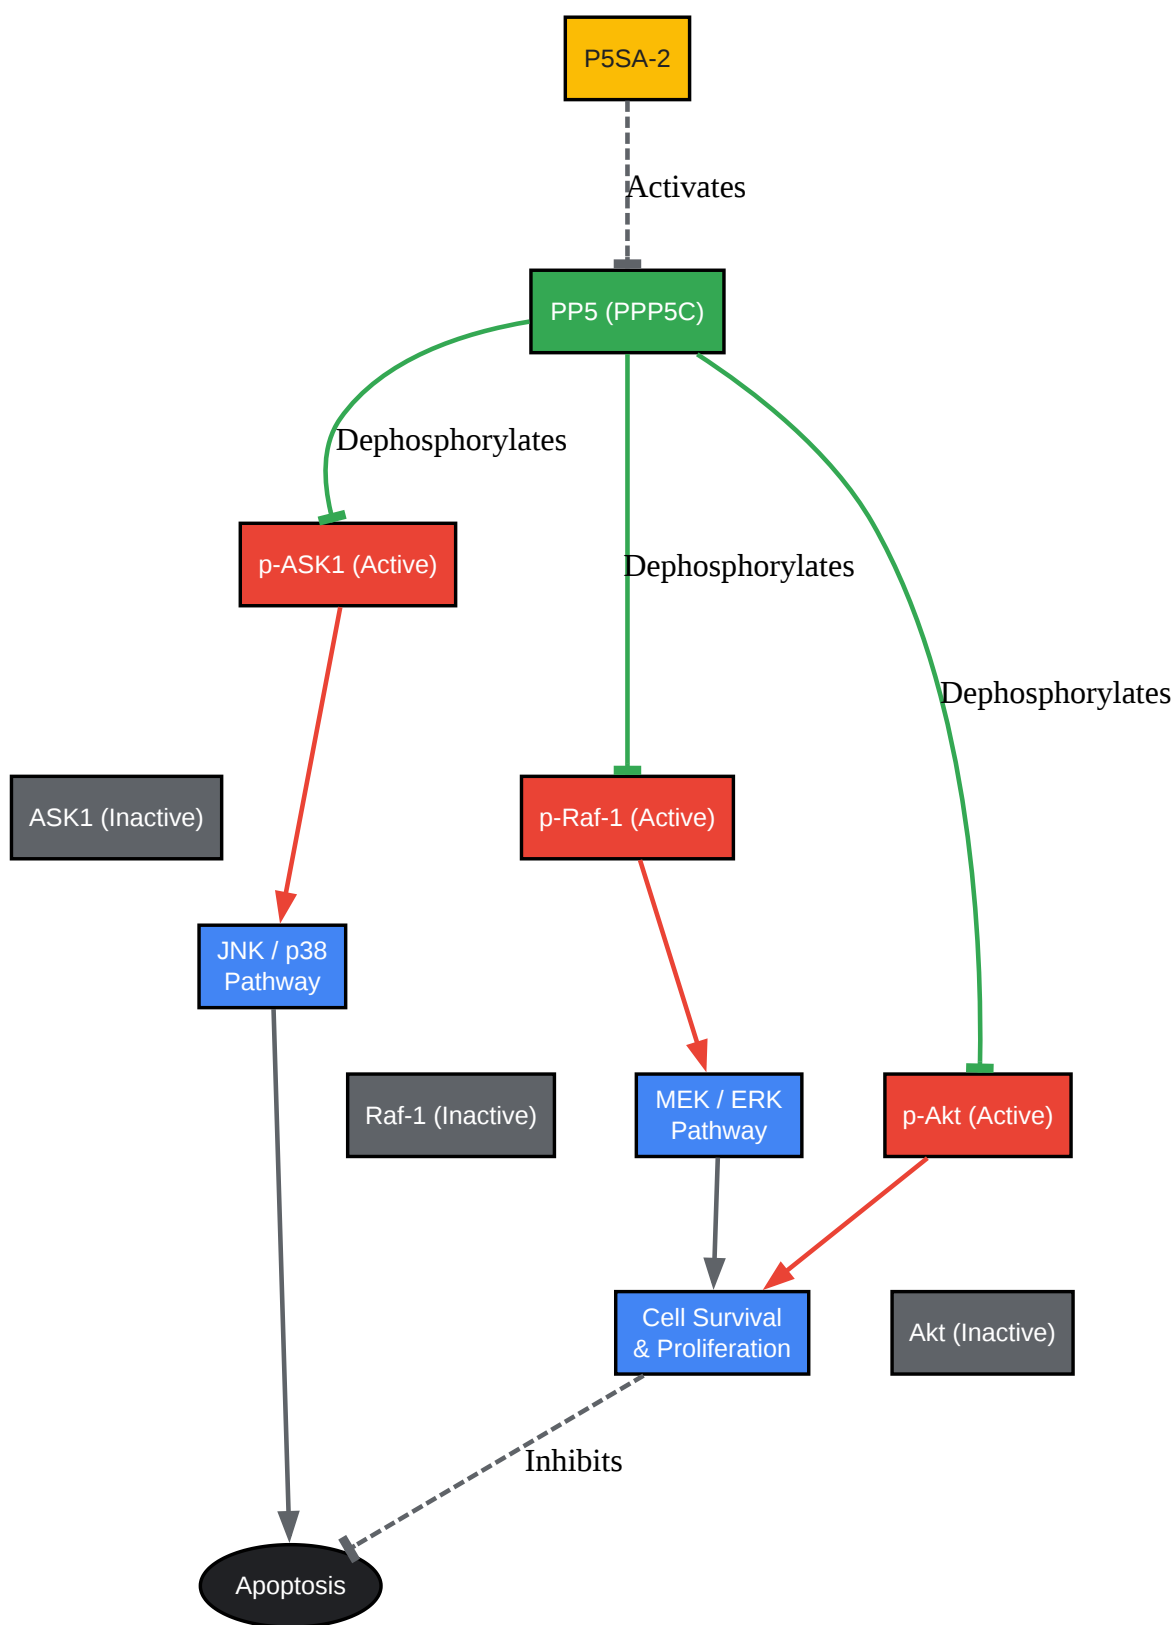 P5SA-2
Activates
PP5 (PPP5C)
Dephosphorylates
p-ASK1 (Active)
Dephosphorylates
Dephosphorylates
ASK1 (Inactive)
p-Raf-1 (Active)
JNK / p38
Pathway
Raf-1 (Inactive)
MEK / ERK
Pathway
p-Akt (Active)
Cell Survival
& Proliferation
Akt (Inactive)
Inhibits
Apoptosis